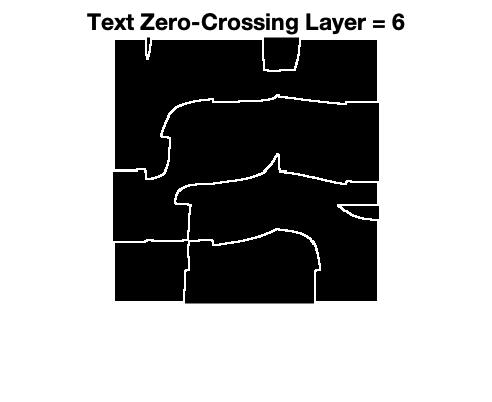 Text Zero-Crossing Layer = 6